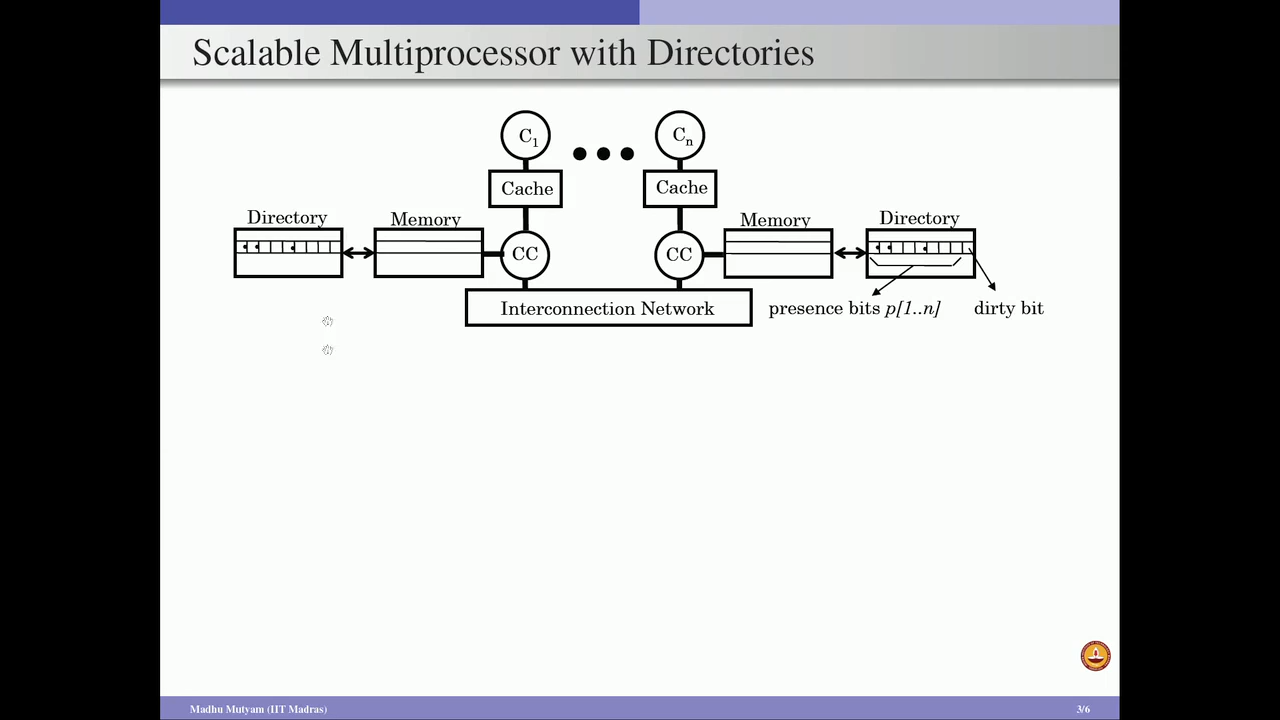 Scalable Multiprocessor with Directories
C1 Cn
Cache Cache
Directory Memory Memory Directory
CC CC
Interconnection Network presence bits p[1..n] dirty bit
Madhu Mutyam (IIT Madras) 3/6